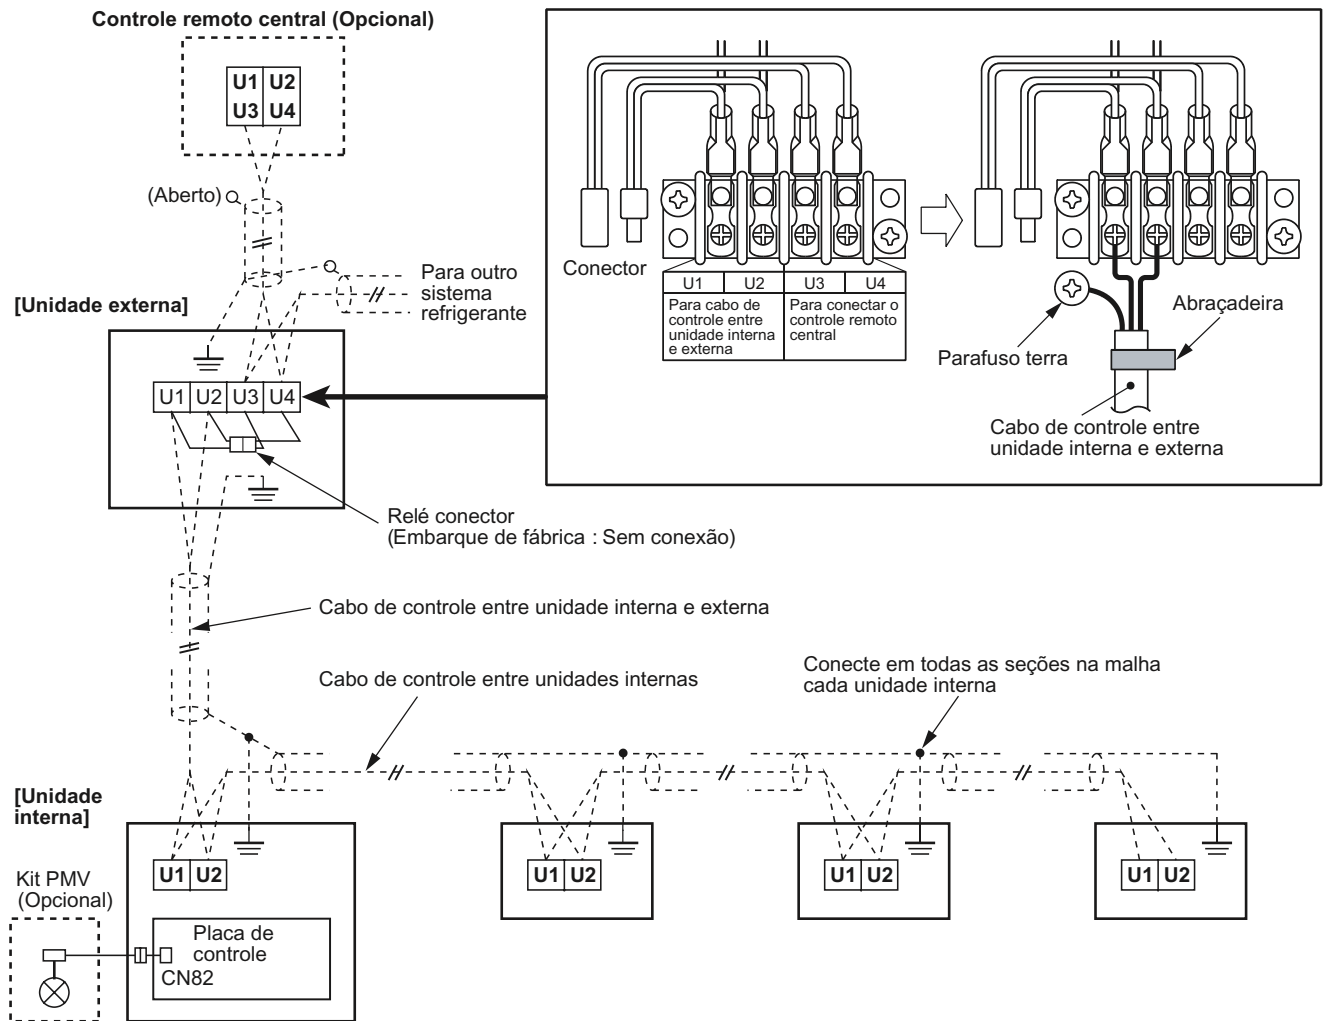 Controle remoto central (Opcional)
U1 U2
U3 U4
(Aberto)
Para outro
sistema
refrigerante
[Unidade externa]
U1 U2 U3 U4
Relé conector
(Embarque de fábrica : Sem conexão)
Conector
U1 U2 U3 U4
Para cabo de
controle entre
unidade interna
e externa
Para conectar o
controle remoto
central
Abraçadeira
Parafuso terra
Cabo de controle entre
unidade interna e externa
Cabo de controle entre unidade interna e externa
Cabo de controle entre unidades internas
Conecte em todas as seções na malha
cada unidade interna
[Unidade
interna]
U1 U2
U1 U2
U1 U2
U1 U2
Kit PMV
(Opcional)
Placa de
controle
CN82